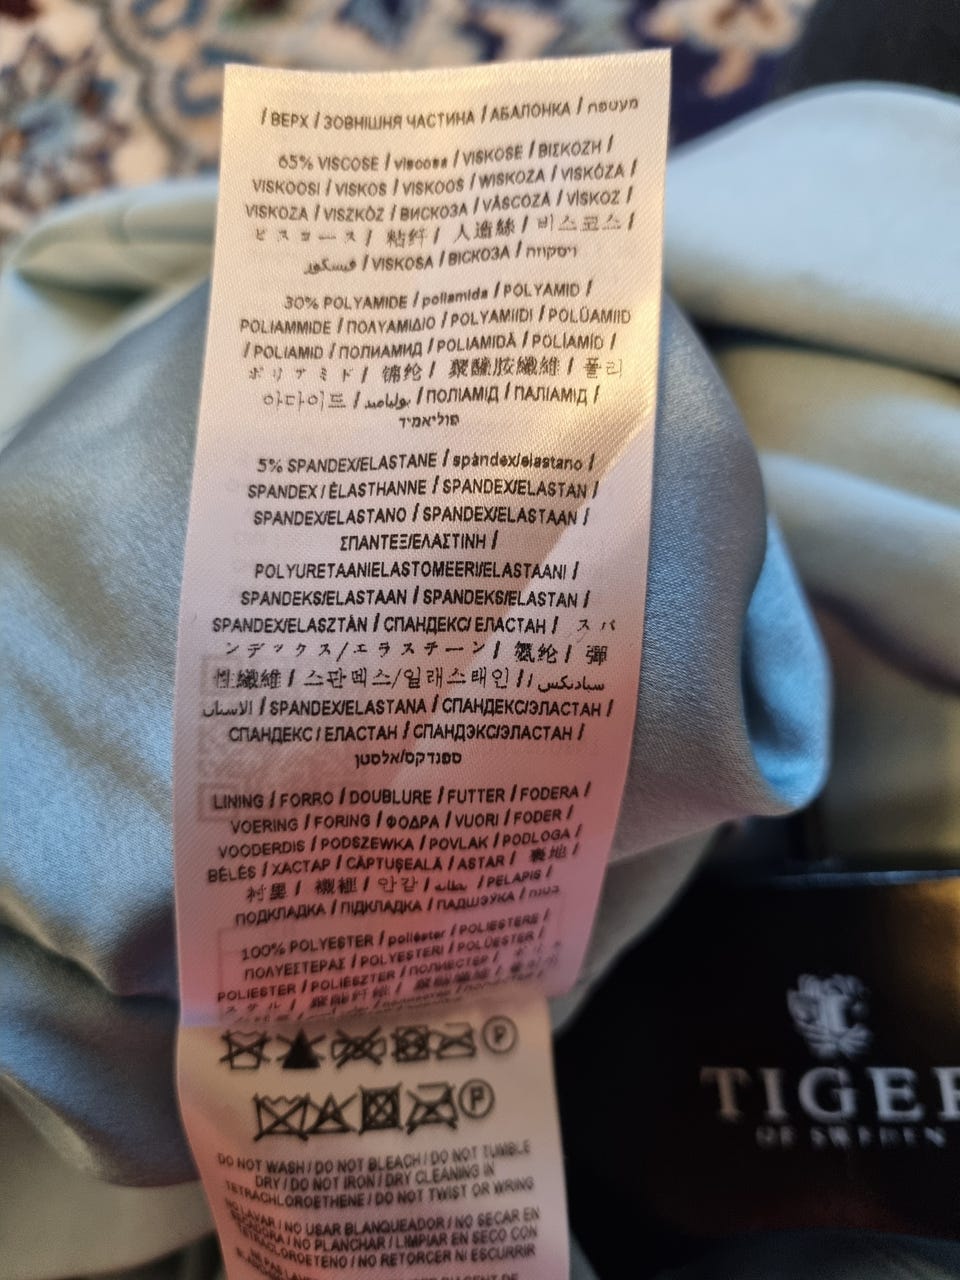 / ВЕРХ / ЗОВНІШНЯ ЧАСТИНА / АБАЛОНКА / מעטפת
65% VISCOSE / viscosa / VISKOSE / ΒΙΣΚΟΖΗ /
VISKOOSI / VISKOS / VISKOOS / WISKOZA / VISKÓZA /
VISKOZA / VISZKÓZ / ВИСКОЗА / VÂSCOZA / VİSKOZ /
ビスコース / 粘纤 / 人造絲 / 비스코스 /
فيسكوز / VISKOSA / ВІСКОЗА / ויסקוזה
30% POLYAMIDE / poliamida / POLYAMID /
POLIAMMIDE / ΠΟΛΥΑΜΙΔΙΟ / POLYAMIIDI / POLÜAMIID
/ POLIAMID / ПОЛИАМИД / POLIAMIDÂ / POLİAMİD /
ポリアミド / 锦纶 / 聚醯胺纖維 / 폴리
아다이드 / بولياميد / ПОЛІАМІД / ПАЛІАМІД /
פוליאמיד
5% SPANDEX/ELASTANE / spandex/elastano /
SPANDEX / ÉLASTHANNE / SPANDEX/ELASTAN /
SPANDEX/ELASTANO / SPANDEX/ELASTAAN /
ΣΠΑΝΤΕΞ/ΕΛΑΣΤΙΝΗ /
POLYURETAANIELASTOMEERI/ELASTAANI /
SPANDEKS/ELASTAAN / SPANDEKS/ELASTAN /
SPANDEX/ELASZTÁN / СПАНДЕКС/ ЕЛАСТАН / スパ
ンデックス/エラスチーン / 氨纶 / 彈
性纖維 / 스판덱스/일래스태인 / / سباندكس
الاستان / SPANDEX/ELASTANA / СПАНДЕКС/ЭЛАСТАН /
СПАНДЕКС / ЕЛАСТАН / СПАНДЭКС/ЭЛАСТАН /
ספנדקס/אלסטן
LINING / FORRO / DOUBLURE / FUTTER / FODERA /
VOERING / FORING / ΦΟΔΡΑ / VUORI / FODER /
VOODERDIS / PODSZEWKA / POVLAK / PODLOGA /
BÉLÉS / ХАСТАР / CĂPTUŞEALĂ / ASTAR / 裏地 /
衬里 / 襯裡 / 안감 / بطانة / PELAPIS /
ПОДКЛАДКА / ПІДКЛАДКА / ПАДШЭУКА / בטנה
100% POLYESTER / poliéster / POLIESTERE /
ΠΟΛΥΕΣΤΕΡΑΣ / POLYESTERI / POLÜESTER /
POLIESTER / POLIÉSZTER / ПОЛИЕСТЕР /
TIGER
OF SWEDEN
P
P
DO NOT WASH / DO NOT BLEACH / DO NOT TUMBLE
DRY / DO NOT IRON / DRY CLEANING IN
TETRACHLOROETHENE / DO NOT TWIST OR WRING
NO LAVAR / NO USAR BLANQUEADOR / NO SECAR EN
SECADORA / NO PLANCHAR / LIMPIAR EN SECO CON
TETRACLOROETENO / NO RETORCER NI ESCURRIR